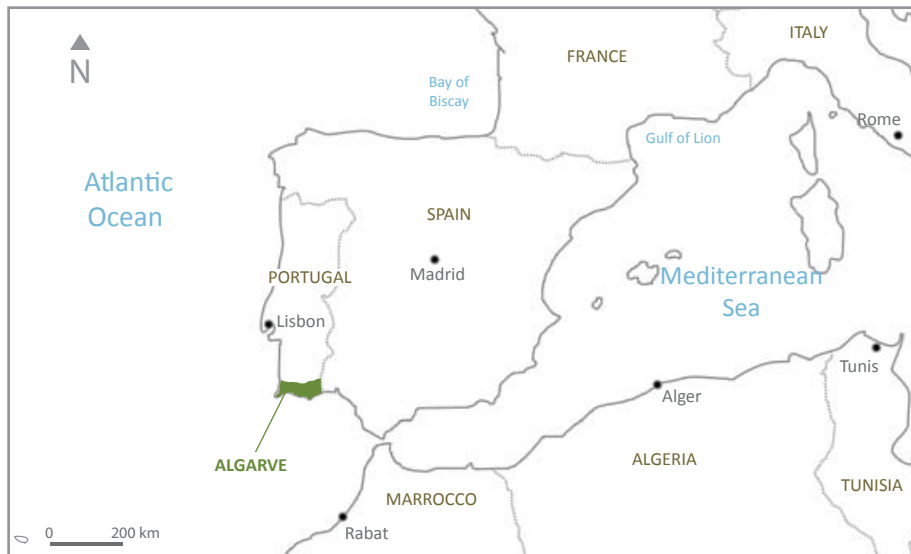 ITALY
N
FRANCE
Bay of
Biscay
Rome
Gulf of Lion
Atlantic
Ocean
SPAIN
Madrid
PORTUGAL
Mediterranean
Sea
Lisbon
Tunis
Alger
ALGARVE
ALGERIA
MARROCCO
TUNISIA
0 200 km
Rabat